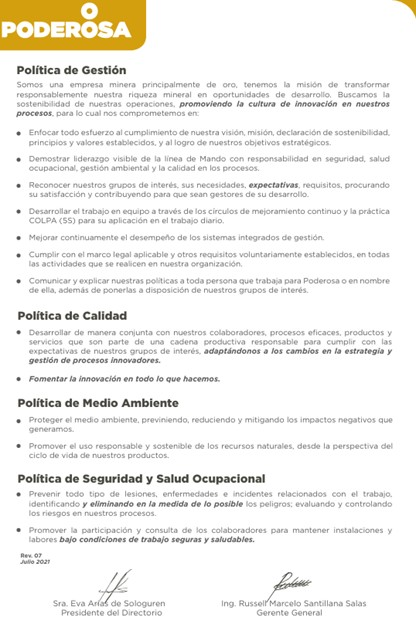 PODEROSA
Política de Gestión
Somos una empresa minera principalmente de oro, tenemos la misión de transformar
responsablemente nuestra riqueza mineral en oportunidades de desarrollo. Buscamos la
sostenibilidad de nuestras operaciones, promoviendo la cultura de innovación en nuestros
procesos, para lo cual nos comprometemos en:
• Enfocar todo esfuerzo al cumplimiento de nuestra visión, misión, declaración de sostenibilidad,
principios y valores establecidos, y al logro de nuestros objetivos estratégicos.
• Demostrar liderazgo visible de la línea de Mando con responsabilidad en seguridad, salud
ocupacional, gestión ambiental y la calidad en los procesos.
• Reconocer nuestros grupos de interés, sus necesidades, expectativas, requisitos, procurando
su satisfacción y contribuyendo para que sean gestores de su desarrollo.
• Desarrollar el trabajo en equipo a través de los círculos de mejoramiento continuo y la práctica
COLPA (5S) para su aplicación en el trabajo diario.
• Mejorar continuamente el desempeño de los sistemas integrados de gestión.
• Cumplir con el marco legal aplicable y otros requisitos voluntariamente establecidos, en todas
las actividades que se realicen en nuestra organización.
• Comunicar y explicar nuestras políticas a toda persona que trabaja para Poderosa o en nombre
de ella, además de ponerlas a disposición de nuestros grupos de interés.
Política de Calidad
• Desarrollar de manera conjunta con nuestros colaboradores, procesos eficaces, productos y
servicios que son parte de una cadena productiva responsable para cumplir con las
expectativas de nuestros grupos de interés, adaptándonos a los cambios en la estrategia y
gestión de procesos innovadores.
• Fomentar la innovación en todo lo que hacemos.
Política de Medio Ambiente
• Proteger el medio ambiente, previniendo, reduciendo y mitigando los impactos negativos que
generamos.
• Promover el uso responsable y sostenible de los recursos naturales, desde la perspectiva del
ciclo de vida de nuestros productos.
Política de Seguridad y Salud Ocupacional
• Prevenir todo tipo de lesiones, enfermedades e incidentes relacionados con el trabajo,
identificando y eliminando en la medida de lo posible los peligros; evaluando y controlando
los riesgos en nuestros procesos.
• Promover la participación y consulta de los colaboradores para mantener instalaciones y
labores bajo condiciones de trabajo seguras y saludables.
Rev. 07
Julio 2021
Sra. Eva Arias de Sologuren
Presidente del Directorio
Ing. Russell Marcelo Santillana Salas
Gerente General